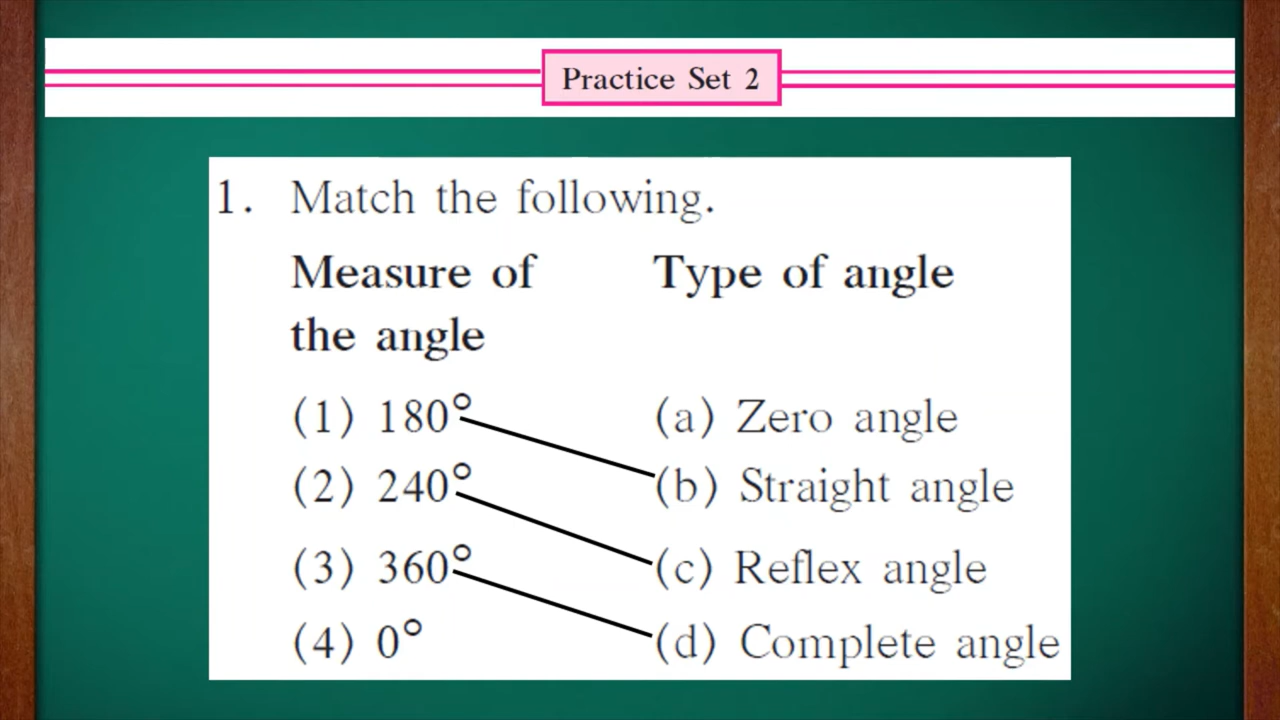 Practice Set 2
1. Match the following.
Measure of Type of angle
the angle
(1) 180° (a) Zero angle
(2) 240° (b) Straight angle
(3) 360° (c) Reflex angle
(4) 0° (d) Complete angle